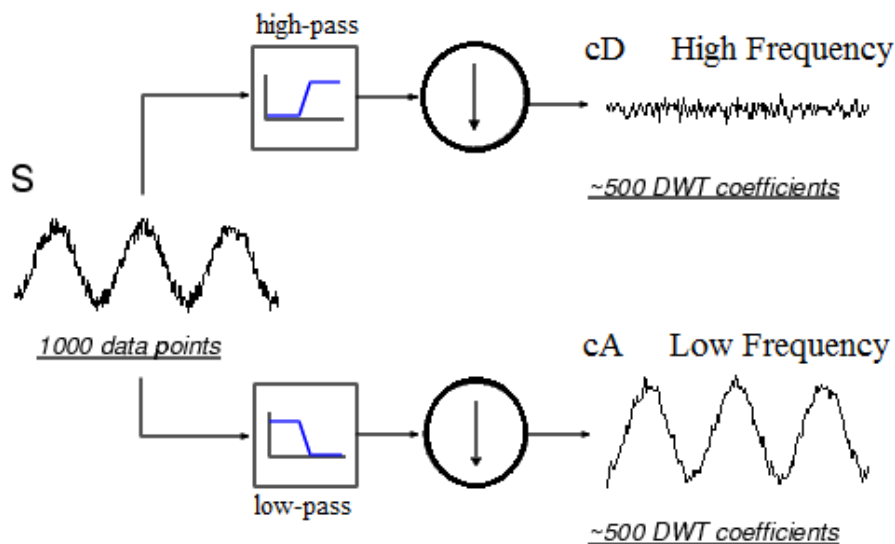 high-pass
cD High Frequency
~500 DWT coefficients
S
1000 data points
cA Low Frequency
low-pass
~500 DWT coefficients